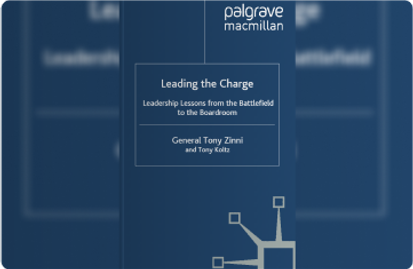 palgrave
macmillan
Leading the Charge
Leadership Lessons from the Battlefield
to the Boardroom
General Tony Zinni
and Tony Koltz